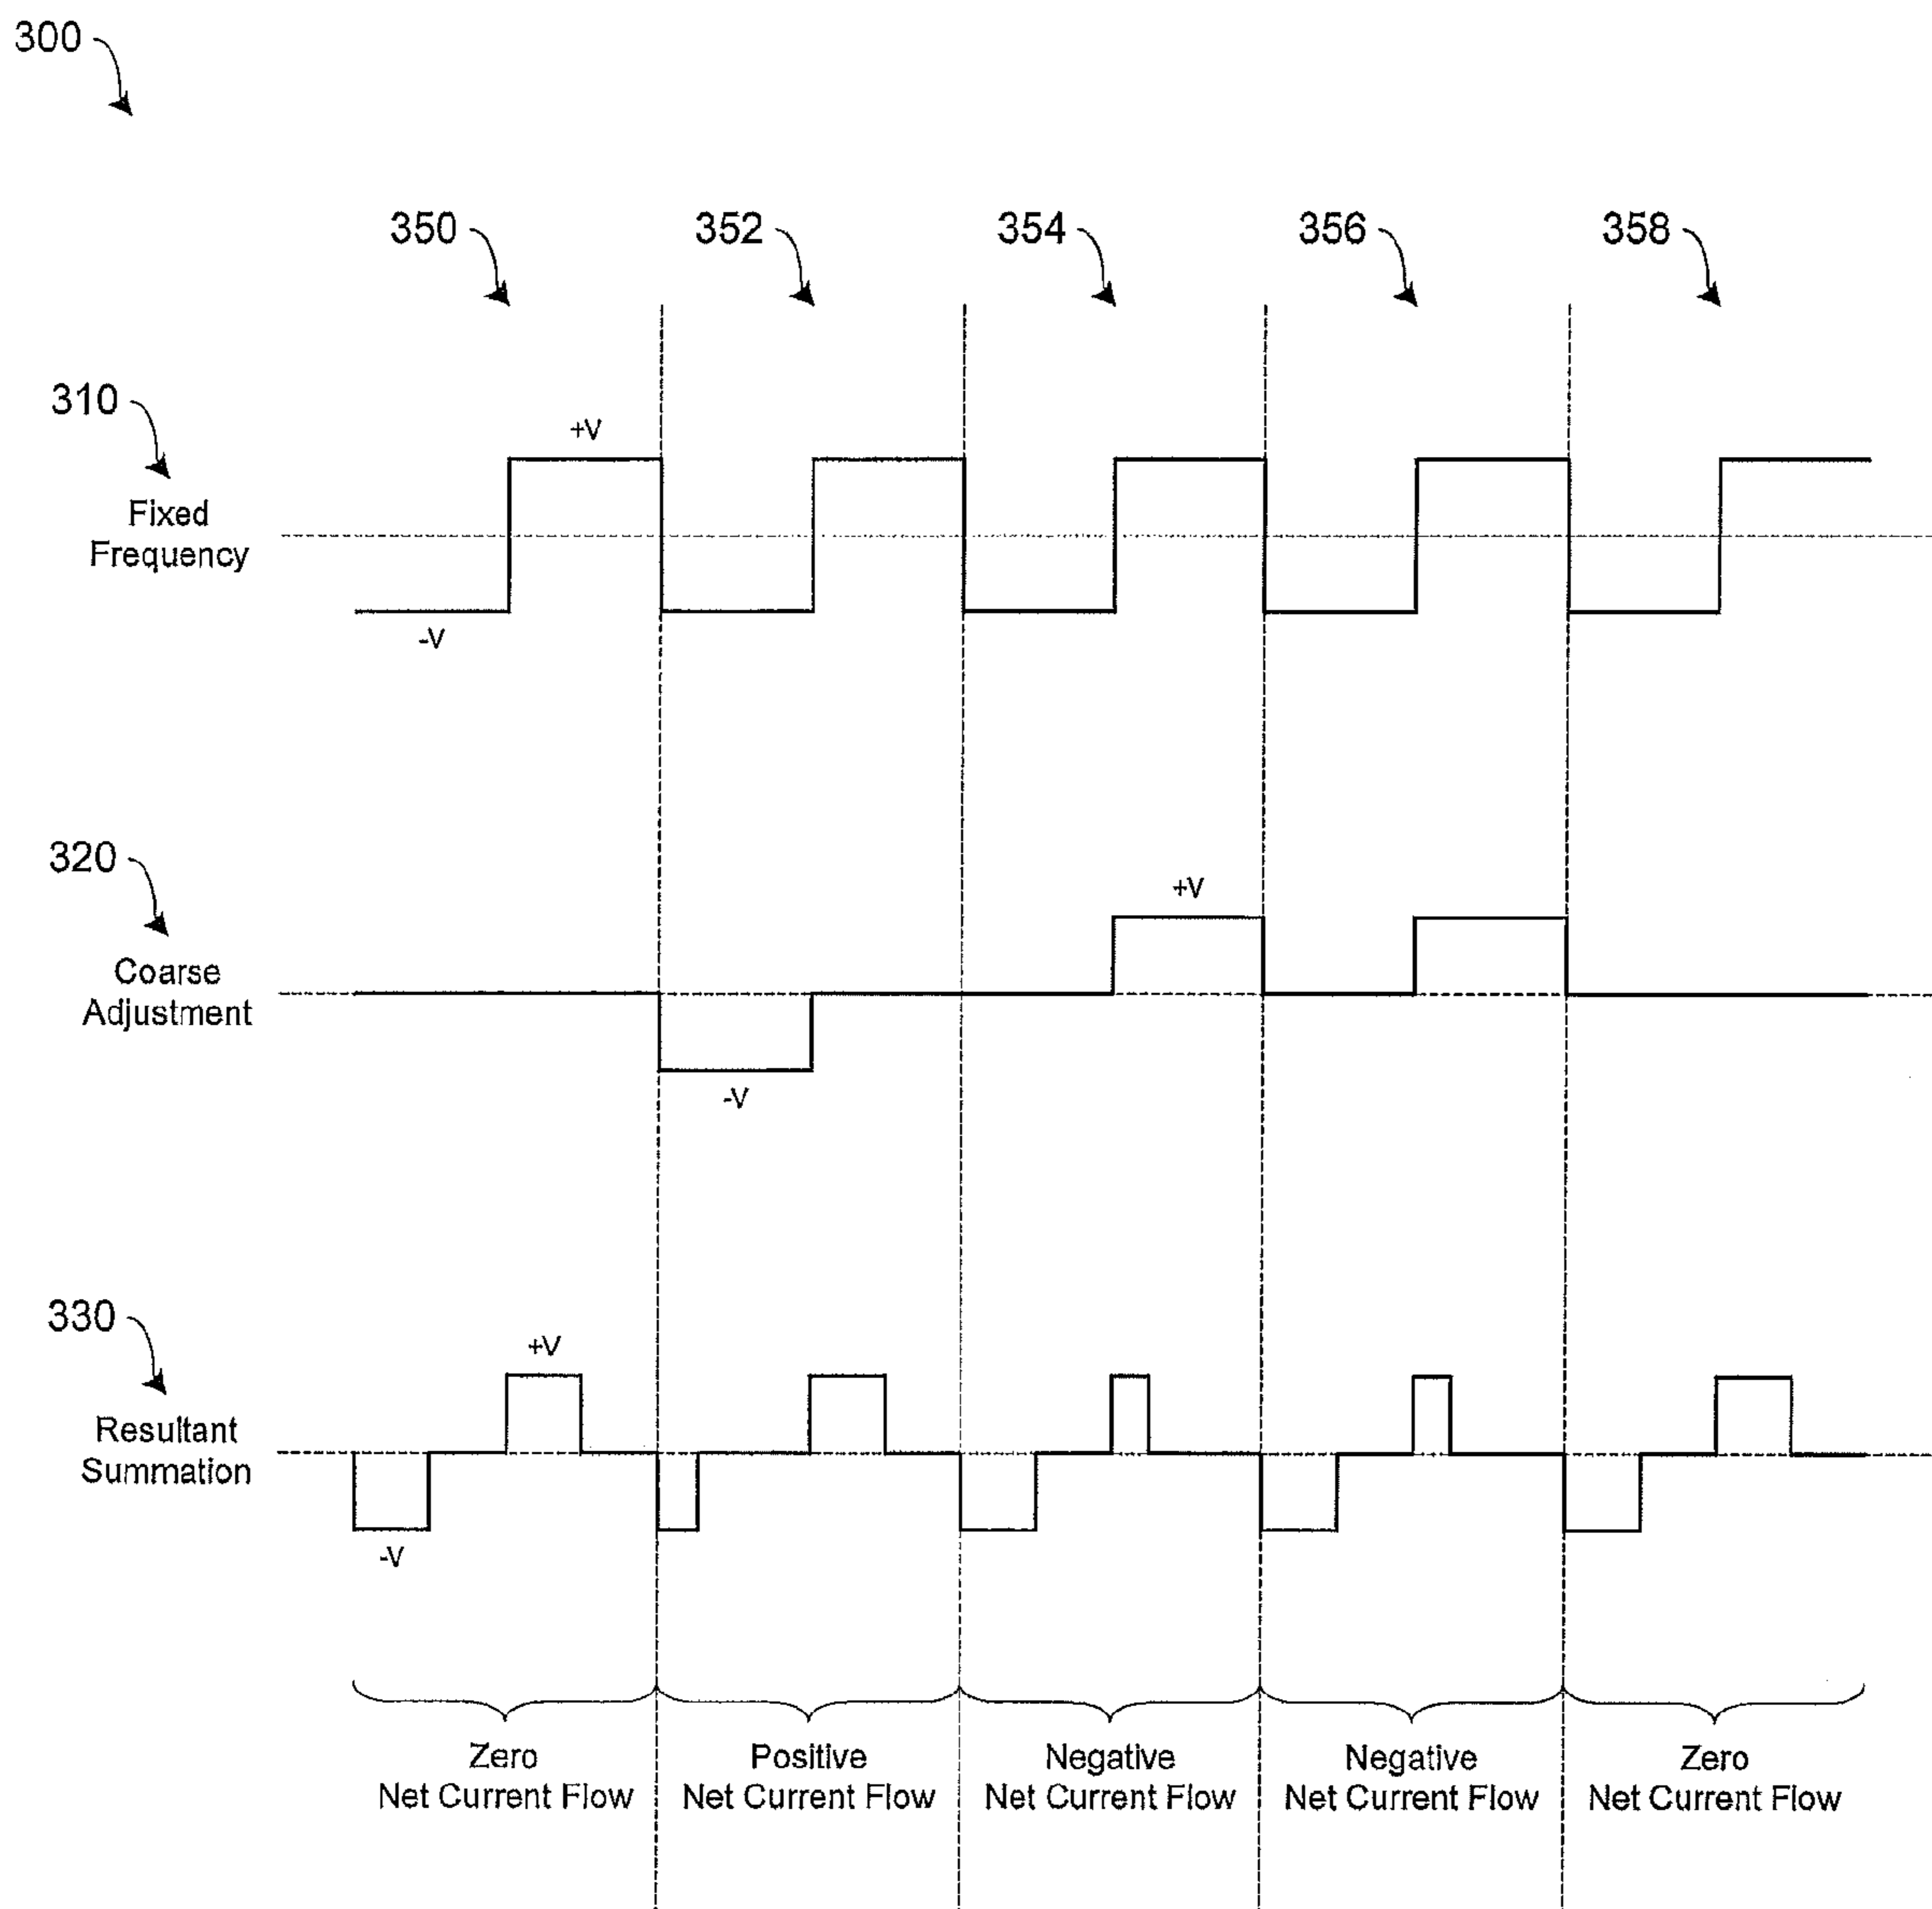 300
350
352
354
356
358
310
+V
Fixed
Frequency
-V
320
+V
Coarse
Adjustment
-V
330
+V
Resultant
Summation
-V
Zero
Net Current Flow
Positive
Net Current Flow
Negative
Net Current Flow
Negative
Net Current Flow
Zero
Net Current Flow